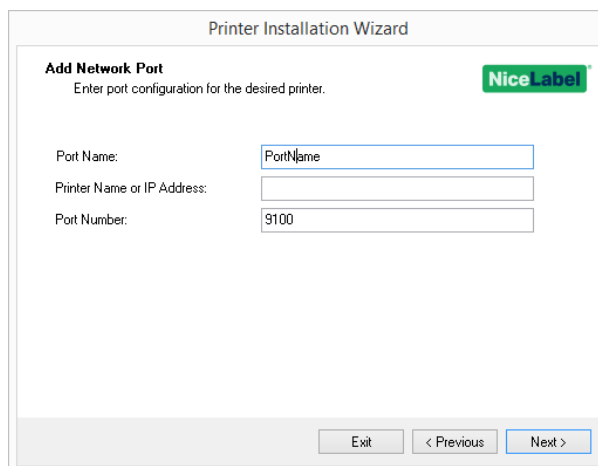 Printer Installation Wizard
Add Network Port
Enter port configuration for the desired printer.
NiceLabel®
Port Name:
PortName
Printer Name or IP Address:
Port Number:
9100
Exit
< Previous
Next >